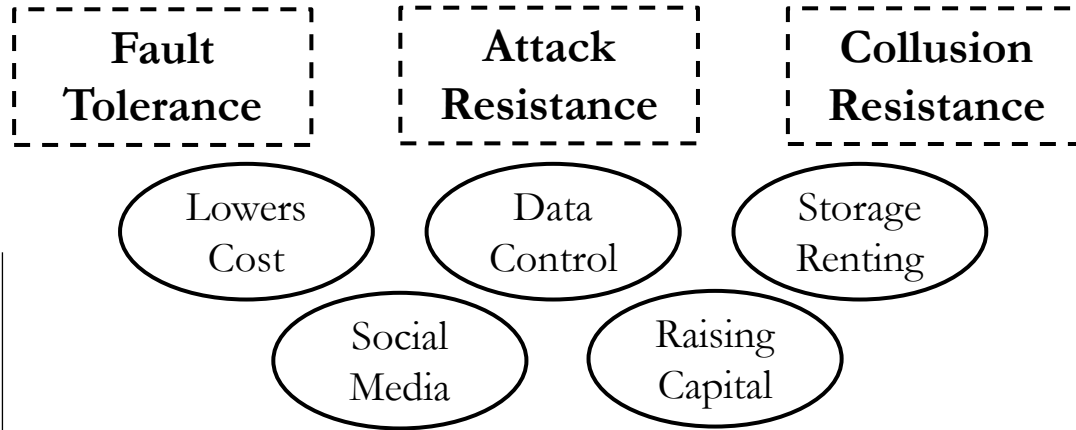 Fault
Tolerance
Attack
Resistance
Collusion
Resistance
Lowers
Cost
Data
Control
Storage
Renting
Social
Media
Raising
Capital